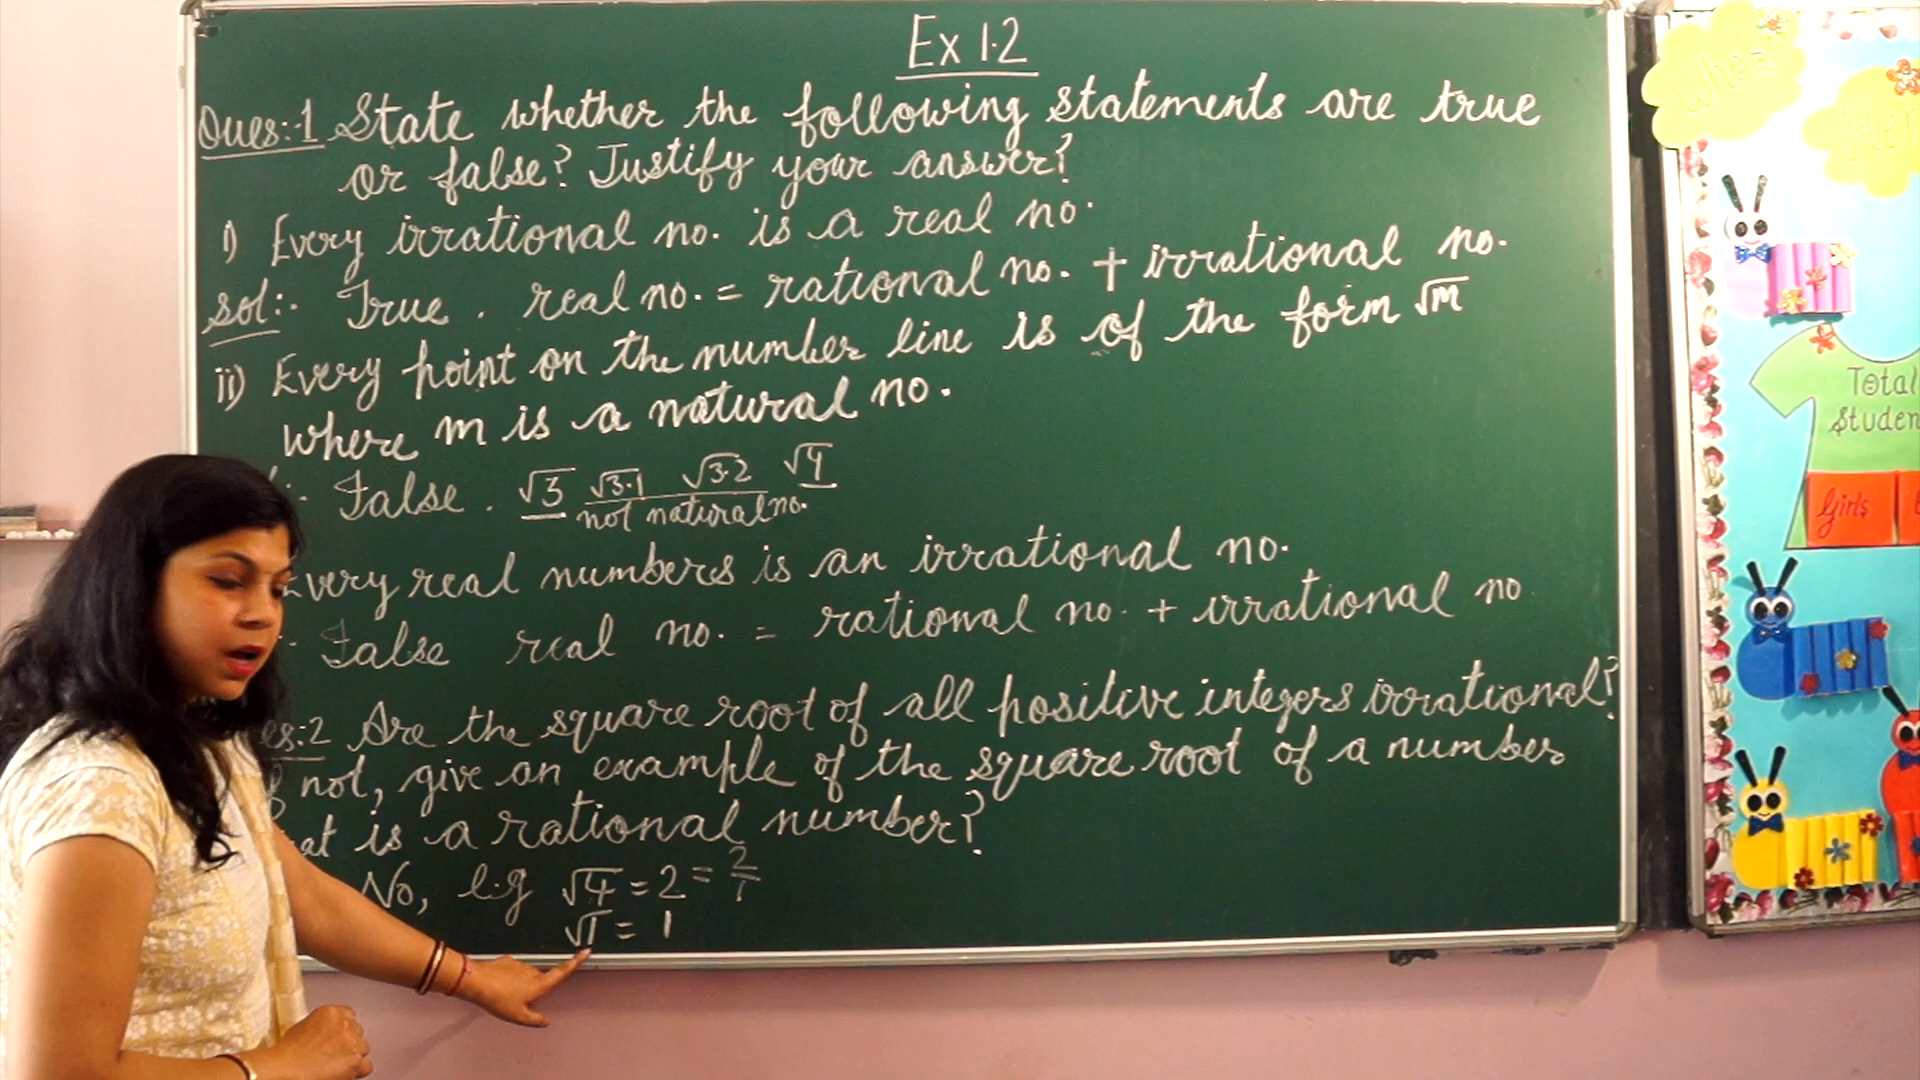 Ex 1.2
Ques:-1 State whether the following statements are true
or false? Justify your answer?
i) Every irrational no. is a real no.
Sol:- True. real no. = rational no. + irrational no.
ii) Every point on the number line is of the form √m
where m is a natural no.
:- False. √3 √3.1 √3.2 √4
not natural no.
Every real numbers is an irrational no.
False real no. = rational no. + irrational no
es:2 Are the square root of all positive integers irrational?
not, give an example of the square root of a number
at is a rational number?
No, e.g √4 = 2 = 2/1
√1 = 1
Total
Studen
Girls